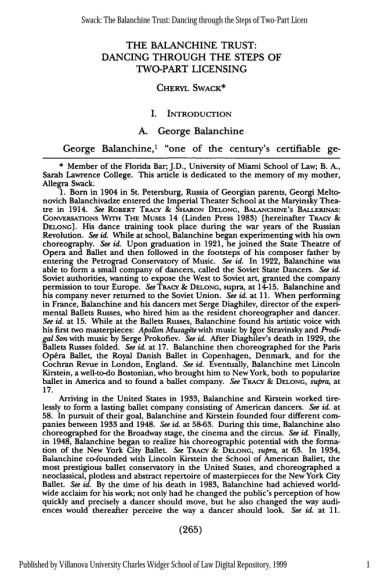 Swack: The Balanchine Trust: Dancing through the Steps of Two-Part Licen
THE BALANCHINE TRUST:
DANCING THROUGH THE STEPS OF
TWO-PART LICENSING
CHERYL SWACK*
I. INTRODUCTION
A. George Balanchine
George Balanchine,1 "one of the century's certifiable ge-
* Member of the Florida Bar; J.D., University of Miami School of Law; B. A.,
Sarah Lawrence College. This article is dedicated to the memory of my mother,
Allegra Swack.
1. Born in 1904 in St. Petersburg, Russia of Georgian parents, Georgi Melto-
novich Balanchivadze entered the Imperial Theater School at the Maryinsky Thea-
tre in 1914. See ROBERT TRACY & SHARON DELONG, BALANCHINE'S BALLERINAS:
CONVERSATIONS WITH THE MUSES 14 (Linden Press 1983) [hereinafter TRACY &
DELONG]. His dance training took place during the war years of the Russian
Revolution. See id. While at school, Balanchine began experimenting with his own
choreography. See id. Upon graduation in 1921, he joined the State Theatre of
Opera and Ballet and then followed in the footsteps of his composer father by
entering the Petrograd Conservatory of Music. See id. In 1922, Balanchine was
able to form a small company of dancers, called the Soviet State Dancers. See id.
Soviet authorities, wanting to expose the West to Soviet art, granted the company
permission to tour Europe. See TRACY & DELONG, supra, at 14-15. Balanchine and
his company never returned to the Soviet Union. See id. at 11. When performing
in France, Balanchine and his dancers met Serge Diaghilev, director of the experi-
mental Ballets Russes, who hired him as the resident choreographer and dancer.
See id. at 15. While at the Ballets Russes, Balanchine found his artistic voice with
his first two masterpieces: Apollon Musagète with music by Igor Stravinsky and Prodi-
gal Son with music by Serge Prokofiev. See id. After Diaghilev's death in 1929, the
Ballets Russes folded. See id. at 17. Balanchine then choreographed for the Paris
Opéra Ballet, the Royal Danish Ballet in Copenhagen, Denmark, and for the
Cochran Revue in London, England. See id. Eventually, Balanchine met Lincoln
Kirstein, a well-to-do Bostonian, who brought him to New York, both to popularize
ballet in America and to found a ballet company. See TRACY & DELONG, supra, at
17.
Arriving in the United States in 1933, Balanchine and Kirstein worked tire-
lessly to form a lasting ballet company consisting of American dancers. See id. at
58. In pursuit of their goal, Balanchine and Kirstein founded four different com-
panies between 1933 and 1948. See id. at 58-63. During this time, Balanchine also
choreographed for the Broadway stage, the cinema and the circus. See id. Finally,
in 1948, Balanchine began to realize his choreographic potential with the forma-
tion of the New York City Ballet. See TRACY & DELONG, supra, at 63. In 1934,
Balanchine co-founded with Lincoln Kirstein the School of American Ballet, the
most prestigious ballet conservatory in the United States, and choreographed a
neoclassical, plotless and abstract repertoire of masterpieces for the New York City
Ballet. See id. By the time of his death in 1983, Balanchine had achieved world-
wide acclaim for his work; not only had he changed the public's perception of how
quickly and precisely a dancer should move, but he also changed the way audi-
ences would thereafter perceive the way a dancer should look. See id. at 11.
(265)
Published by Villanova University Charles Widger School of Law Digital Repository, 1999
1